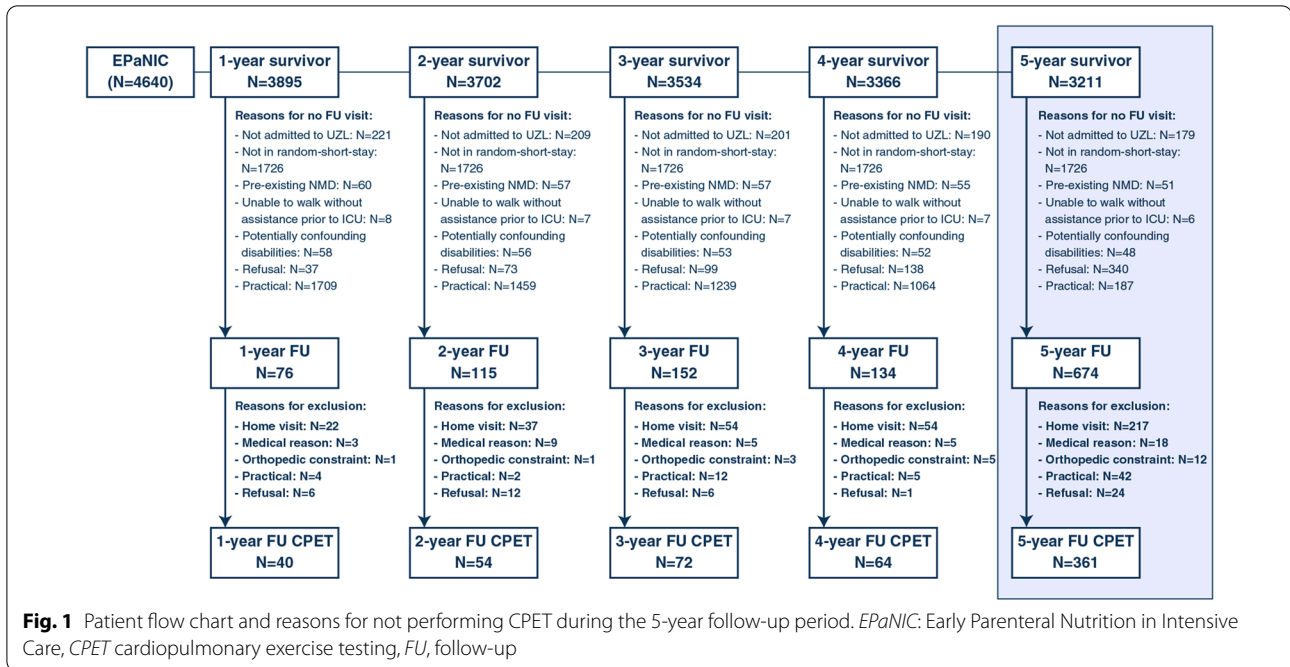 EPaNIC
(N=4640)
1-year survivor
N=3895
2-year survivor
N=3702
3-year survivor
N=3534
4-year survivor
N=3366
5-year survivor
N=3211
Reasons for no FU visit:
- Not admitted to UZL: N=221
- Not in random-short-stay:
N=1726
- Pre-existing NMD: N=60
- Unable to walk without
assistance prior to ICU: N=8
- Potentially confounding
disabilities: N=58
- Refusal: N=37
- Practical: N=1709
Reasons for no FU visit:
- Not admitted to UZL: N=209
- Not in random-short-stay:
N=1726
- Pre-existing NMD: N=57
- Unable to walk without
assistance prior to ICU: N=7
- Potentially confounding
disabilities: N=56
- Refusal: N=73
- Practical: N=1459
Reasons for no FU visit:
- Not admitted to UZL: N=201
- Not in random-short-stay:
N=1726
- Pre-existing NMD: N=57
- Unable to walk without
assistance prior to ICU: N=7
- Potentially confounding
disabilities: N=53
- Refusal: N=99
- Practical: N=1239
Reasons for no FU visit:
- Not admitted to UZL: N=190
- Not in random-short-stay:
N=1726
- Pre-existing NMD: N=55
- Unable to walk without
assistance prior to ICU: N=7
- Potentially confounding
disabilities: N=52
- Refusal: N=138
- Practical: N=1064
Reasons for no FU visit:
- Not admitted to UZL: N=179
- Not in random-short-stay:
N=1726
- Pre-existing NMD: N=51
- Unable to walk without
assistance prior to ICU: N=6
- Potentially confounding
disabilities: N=48
- Refusal: N=340
- Practical: N=187
1-year FU
N=76
2-year FU
N=115
3-year FU
N=152
4-year FU
N=134
5-year FU
N=674
Reasons for exclusion:
- Home visit: N=22
- Medical reason: N=3
- Orthopedic constraint: N=1
- Practical: N=4
- Refusal: N=6
Reasons for exclusion:
- Home visit: N=37
- Medical reason: N=9
- Orthopedic constraint: N=1
- Practical: N=2
- Refusal: N=12
Reasons for exclusion:
- Home visit: N=54
- Medical reason: N=5
- Orthopedic constraint: N=3
- Practical: N=12
- Refusal: N=6
Reasons for exclusion:
- Home visit: N=54
- Medical reason: N=5
- Orthopedic constraint: N=5
- Practical: N=5
- Refusal: N=1
Reasons for exclusion:
- Home visit: N=217
- Medical reason: N=18
- Orthopedic constraint: N=12
- Practical: N=42
- Refusal: N=24
1-year FU CPET
N=40
2-year FU CPET
N=54
3-year FU CPET
N=72
4-year FU CPET
N=64
5-year FU CPET
N=361
Fig. 1 Patient flow chart and reasons for not performing CPET during the 5-year follow-up period. EPaNIC: Early Parenteral Nutrition in Intensive
Care, CPET cardiopulmonary exercise testing, FU, follow-up